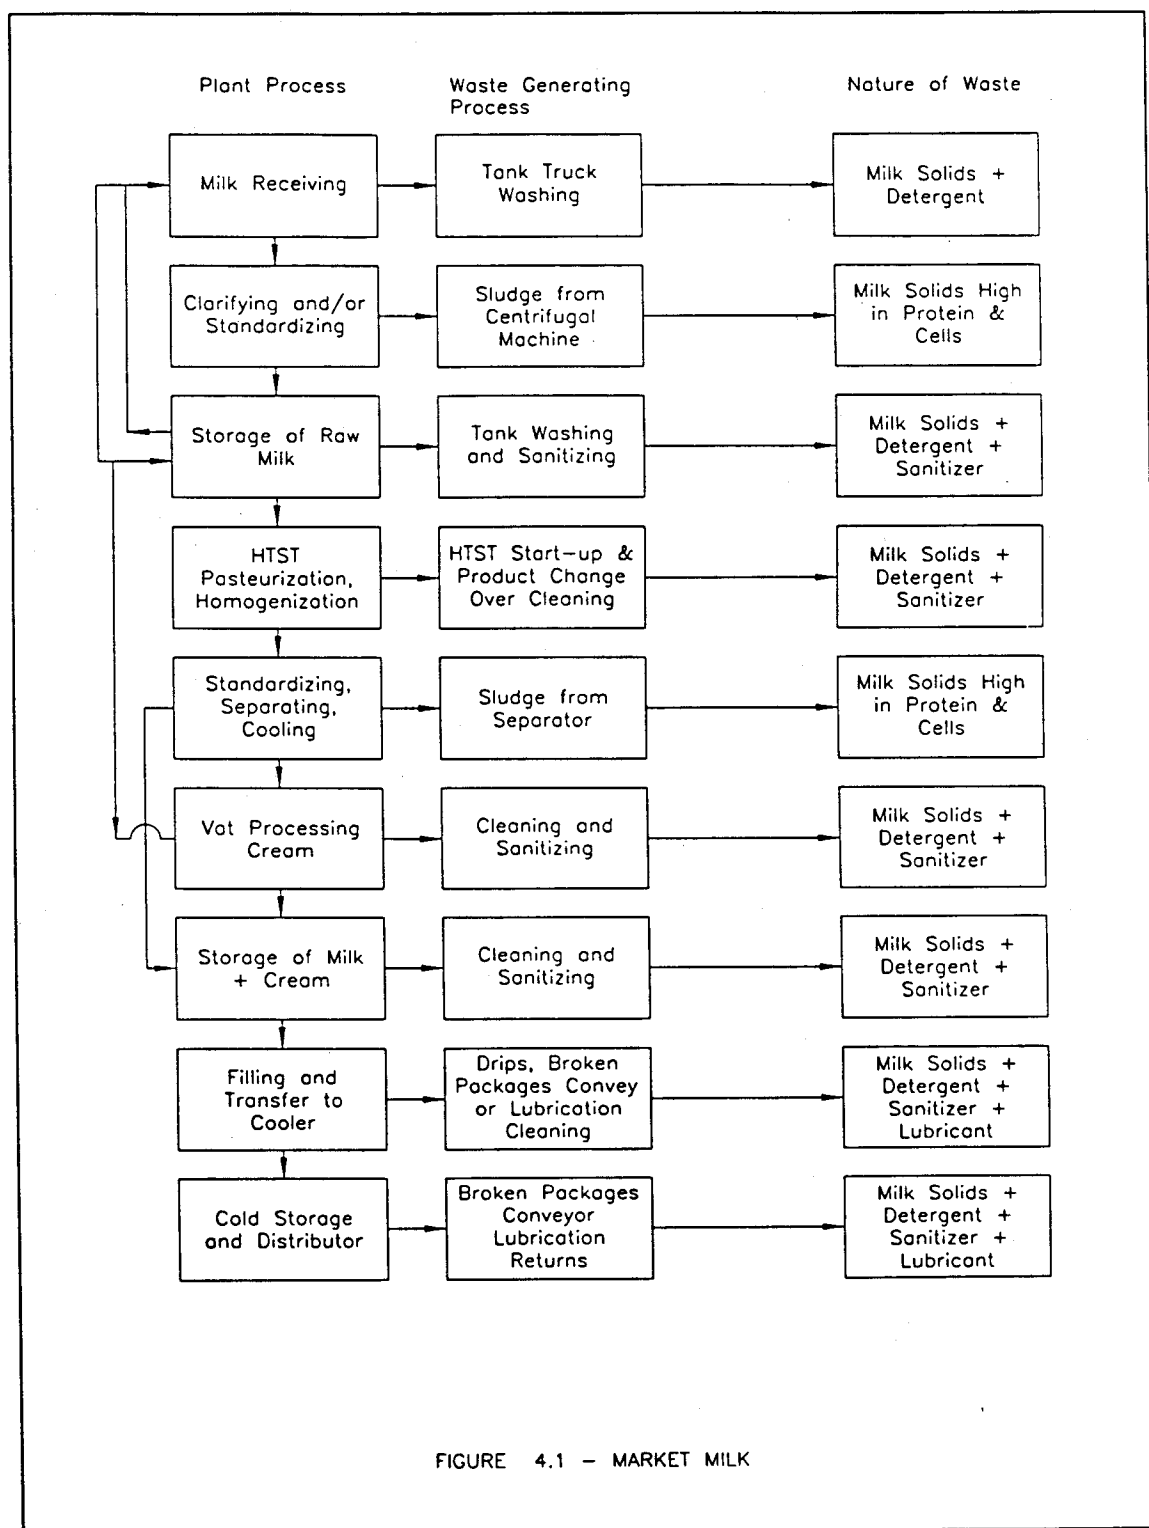 Plant Process
Waste Generating
Process
Nature of Waste
Milk Receiving
Tank Truck
Washing
Milk Solids +
Detergent
Clarifying and/or
Standardizing
Sludge from
Centrifugal
Machine
Milk Solids High
in Protein &
Cells
Storage of Raw
Milk
Tank Washing
and Sanitizing
Milk Solids +
Detergent +
Sanitizer
HTST
Pasteurization,
Homogenization
HTST Start-up &
Product Change
Over Cleaning
Milk Solids +
Detergent +
Sanitizer
Standardizing,
Separating,
Cooling
Sludge from
Separator
Milk Solids High
in Protein &
Cells
Vat Processing
Cream
Cleaning and
Sanitizing
Milk Solids +
Detergent +
Sanitizer
Storage of Milk
+ Cream
Cleaning and
Sanitizing
Milk Solids +
Detergent +
Sanitizer
Filling and
Transfer to
Cooler
Drips, Broken
Packages Convey
or Lubrication
Cleaning
Milk Solids +
Detergent +
Sanitizer +
Lubricant
Cold Storage
and Distributor
Broken Packages
Conveyor
Lubrication
Returns
Milk Solids +
Detergent +
Sanitizer +
Lubricant
FIGURE 4.1 - MARKET MILK